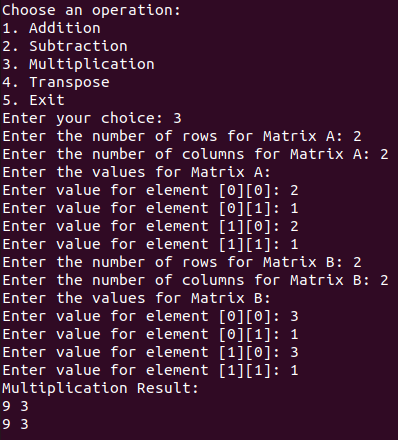 Choose an operation:
1. Addition
2. Subtraction
3. Multiplication
4. Transpose
5. Exit
Enter your choice: 3
Enter the number of rows for Matrix A: 2
Enter the number of columns for Matrix A: 2
Enter the values for Matrix A:
Enter value for element [0][0]: 2
Enter value for element [0][1]: 1
Enter value for element [1][0]: 2
Enter value for element [1][1]: 1
Enter the number of rows for Matrix B: 2
Enter the number of columns for Matrix B: 2
Enter the values for Matrix B:
Enter value for element [0][0]: 3
Enter value for element [0][1]: 1
Enter value for element [1][0]: 3
Enter value for element [1][1]: 1
Multiplication Result:
9 3
9 3